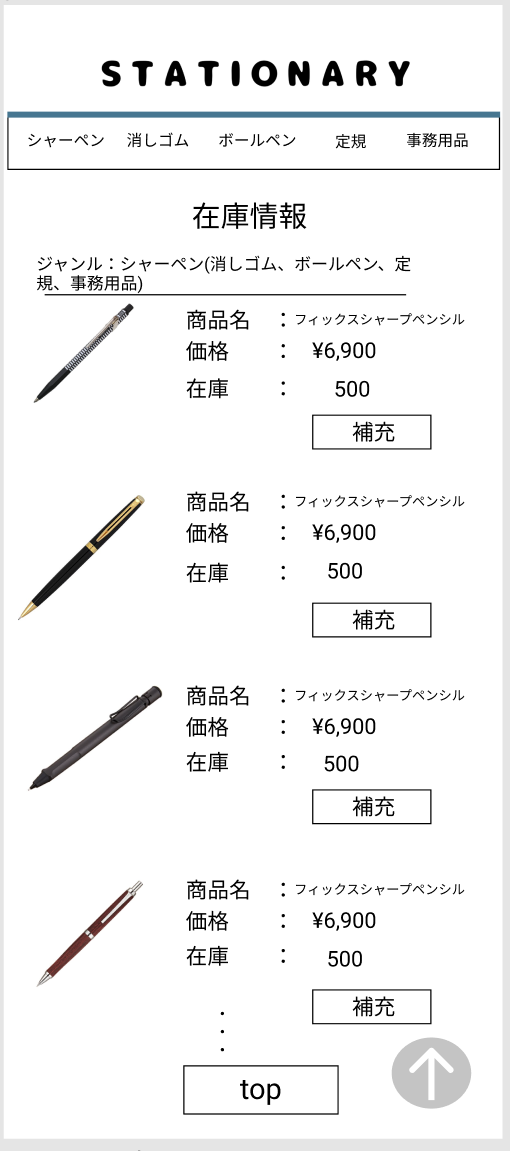 STATIONARY
シャーペン 消しゴム ボールペン 定規 事務用品
在庫情報
ジャンル：シャーペン(消しゴム、ボールペン、定
規、事務用品)
商品名 ：フィックスシャープペンシル
価格 ： ¥6,900
在庫 ： 500
補充
商品名 ：フィックスシャープペンシル
価格 ： ¥6,900
在庫 ： 500
補充
商品名 ：フィックスシャープペンシル
価格 ： ¥6,900
在庫 ： 500
補充
商品名 ：フィックスシャープペンシル
価格 ： ¥6,900
在庫 ： 500
補充
・
・
・
top